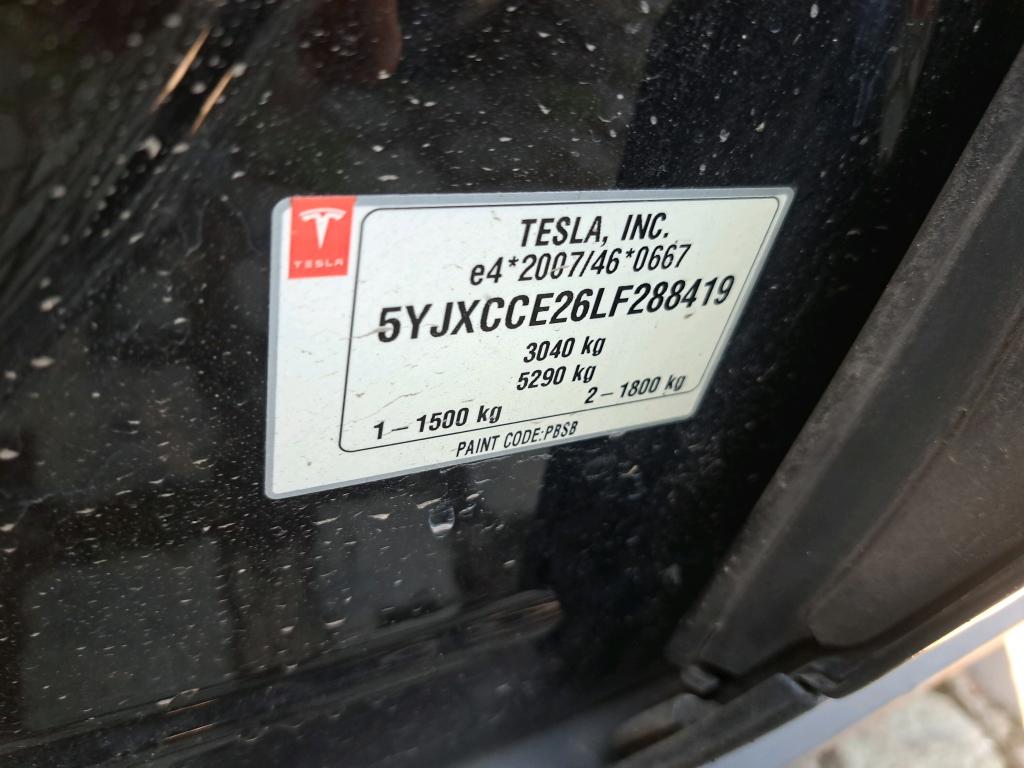 TESLA
TESLA, INC.
e4*2007/46*0667
5YJXCCE26LF288419
3040 kg
5290 kg
1 – 1500 kg
2 – 1800 kg
PAINT CODE:PBSB